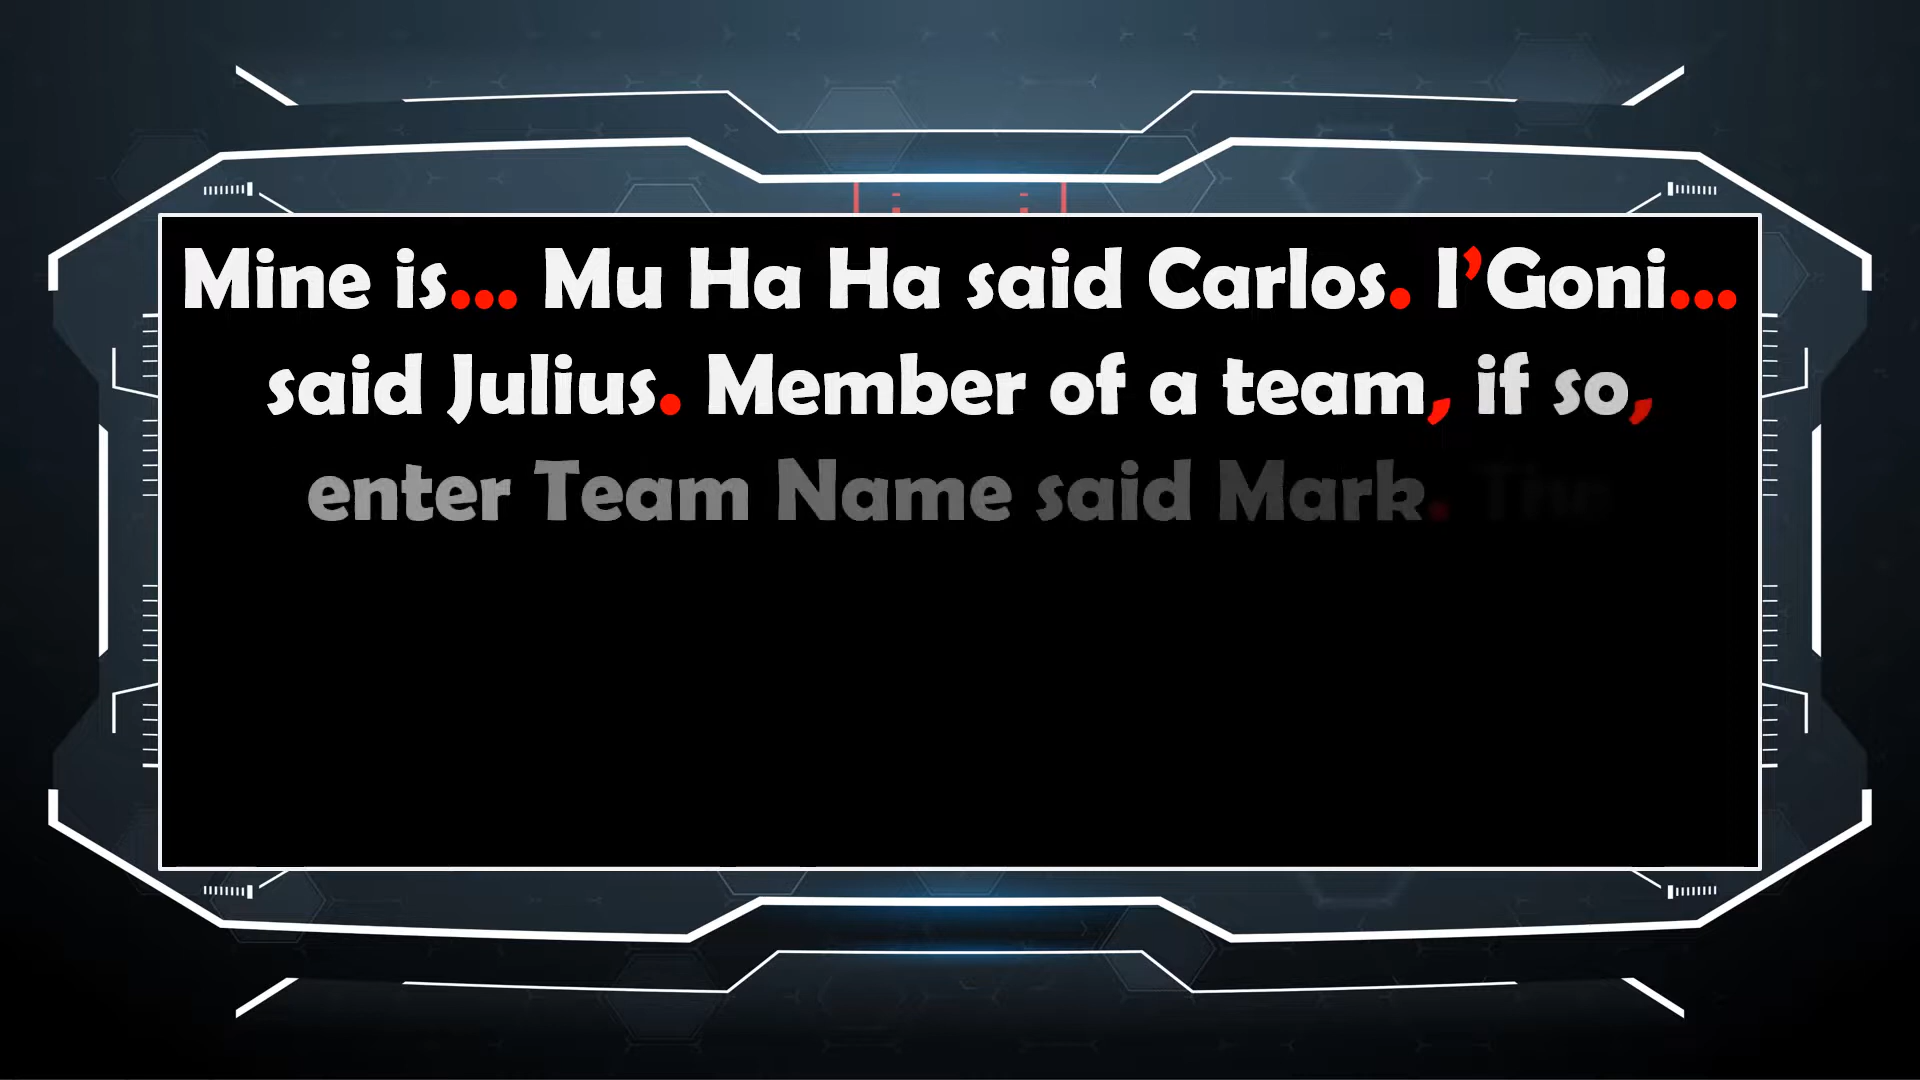 Mine is... Mu Ha Ha said Carlos. I’Goni...
said Julius. Member of a team, if so,
enter Team Name said Mark.